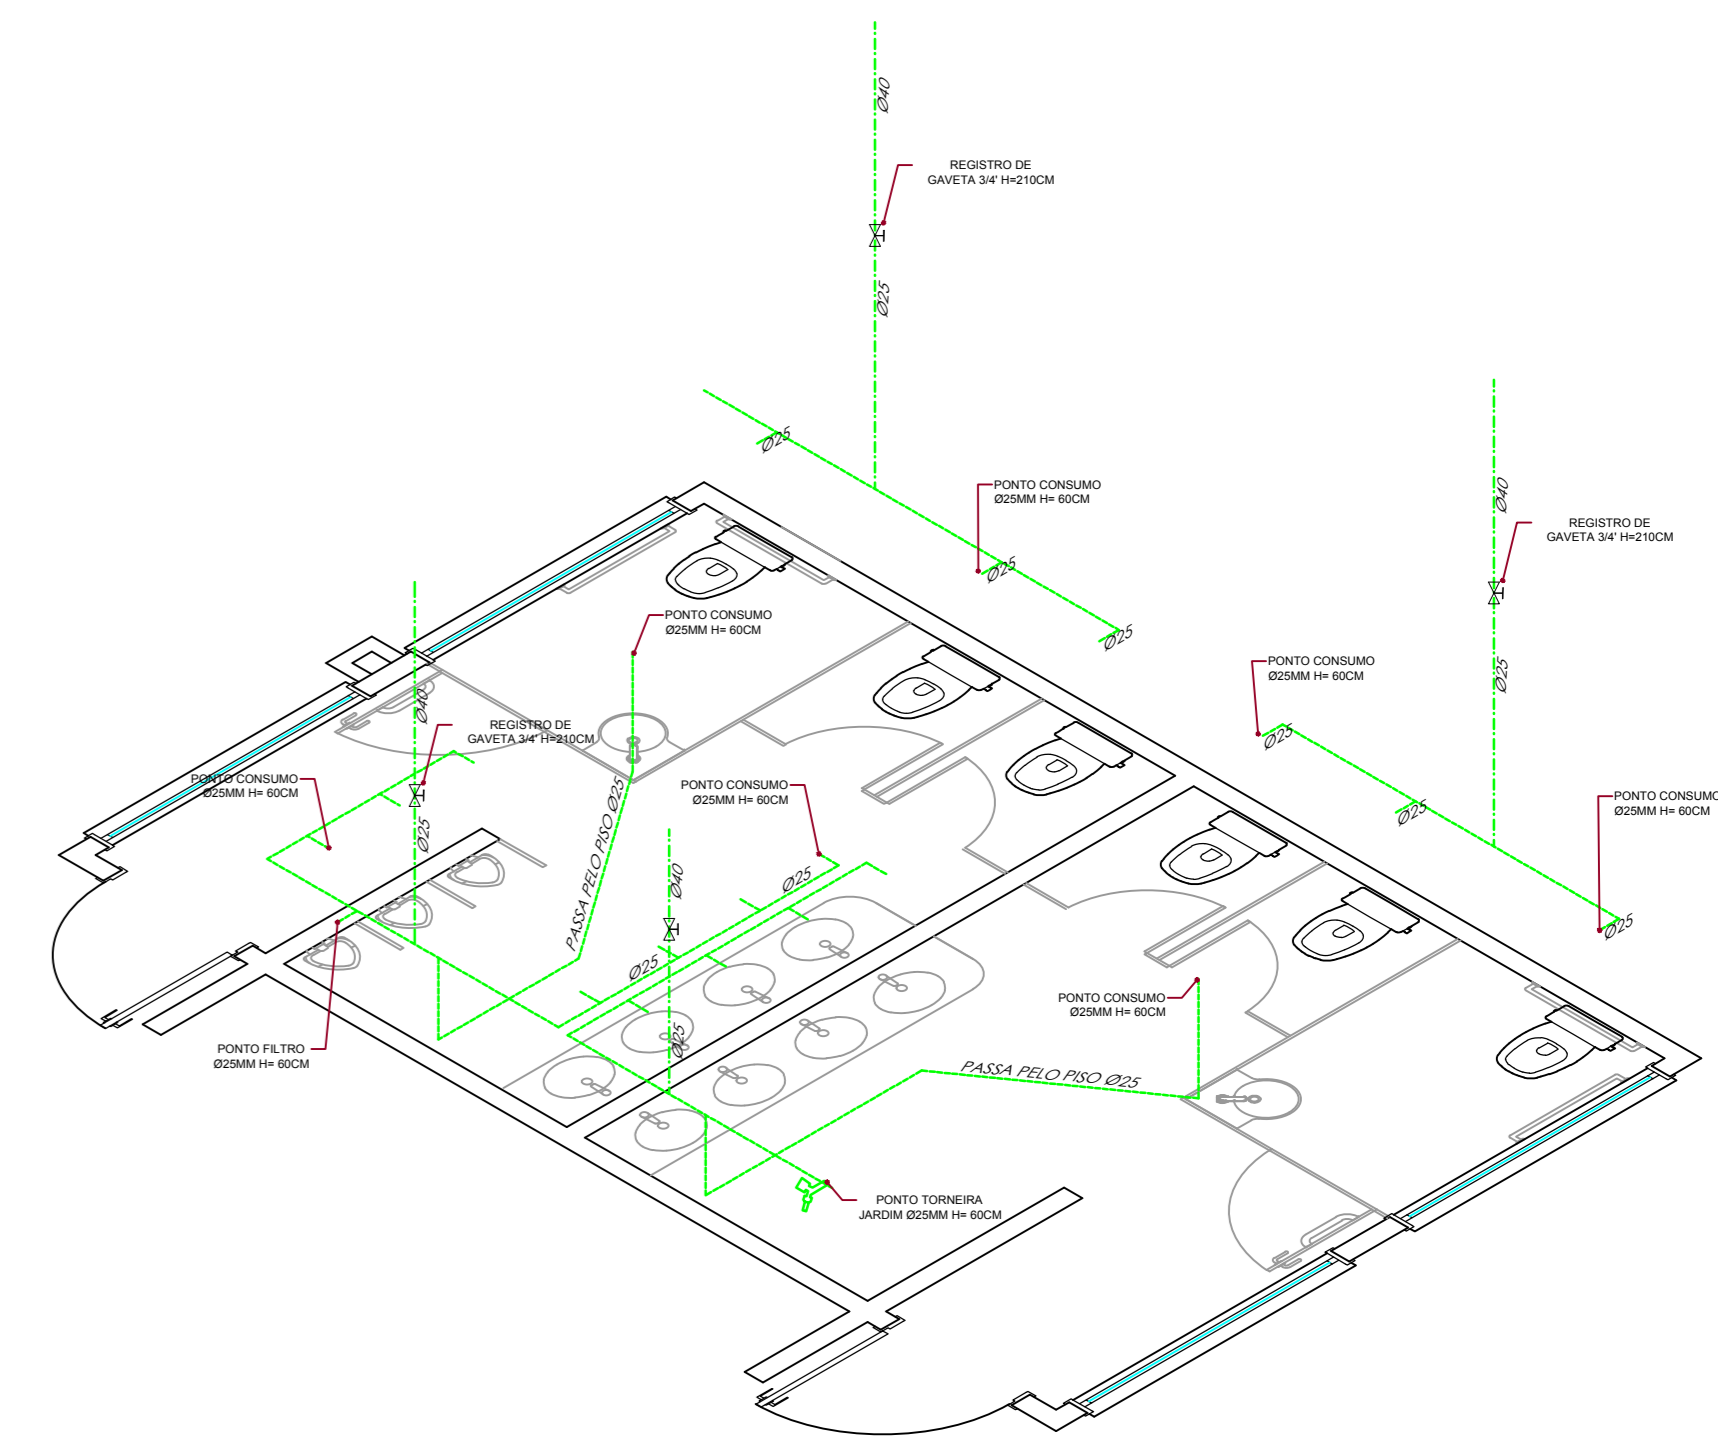 Ø40
REGISTRO DE
GAVETA 3/4' H=210CM
Ø25
Ø25
PONTO CONSUMO
Ø25MM H= 60CM
Ø25
Ø25
Ø40
REGISTRO DE
GAVETA 3/4' H=210CM
Ø25
PONTO CONSUMO
Ø25MM H= 60CM
PONTO CONSUMO
Ø25MM H= 60CM
Ø25
Ø25
PONTO CONSUMO
Ø25MM H= 60CM
Ø25
Ø40
REGISTRO DE
GAVETA 3/4' H=210CM
PONTO CONSUMO
Ø25MM H= 60CM
Ø25
PASSA PELO PISO Ø25
PONTO CONSUMO
Ø25MM H= 60CM
Ø25
Ø40
Ø25
Ø25
PONTO CONSUMO
Ø25MM H= 60CM
PONTO FILTRO
Ø25MM H= 60CM
PASSA PELO PISO Ø25
PONTO TORNEIRA
JARDIM Ø25MM H= 60CM